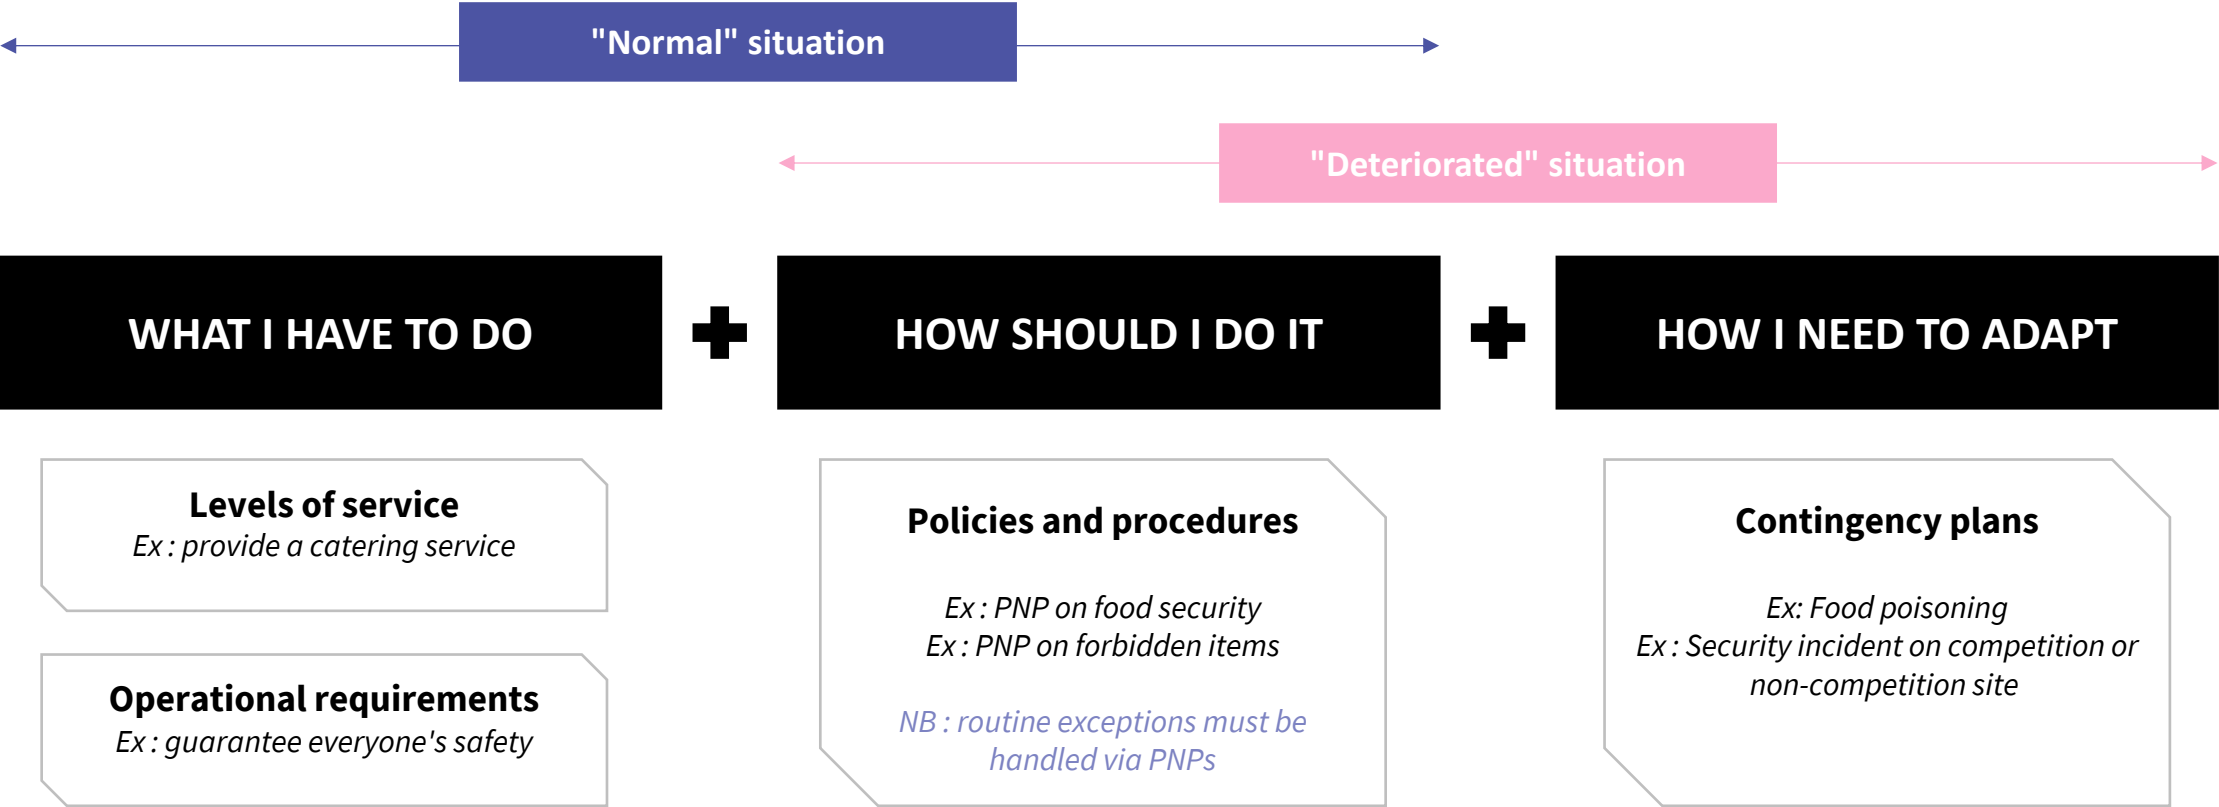 "Normal" situation
"Deteriorated" situation
WHAT I HAVE TO DO
HOW SHOULD I DO IT
HOW I NEED TO ADAPT
Levels of service
Ex : provide a catering service
Operational requirements
Ex : guarantee everyone's safety
Policies and procedures
Ex : PNP on food security
Ex : PNP on forbidden items
NB : routine exceptions must be
handled via PNPs
Contingency plans
Ex: Food poisoning
Ex : Security incident on competition or
non-competition site